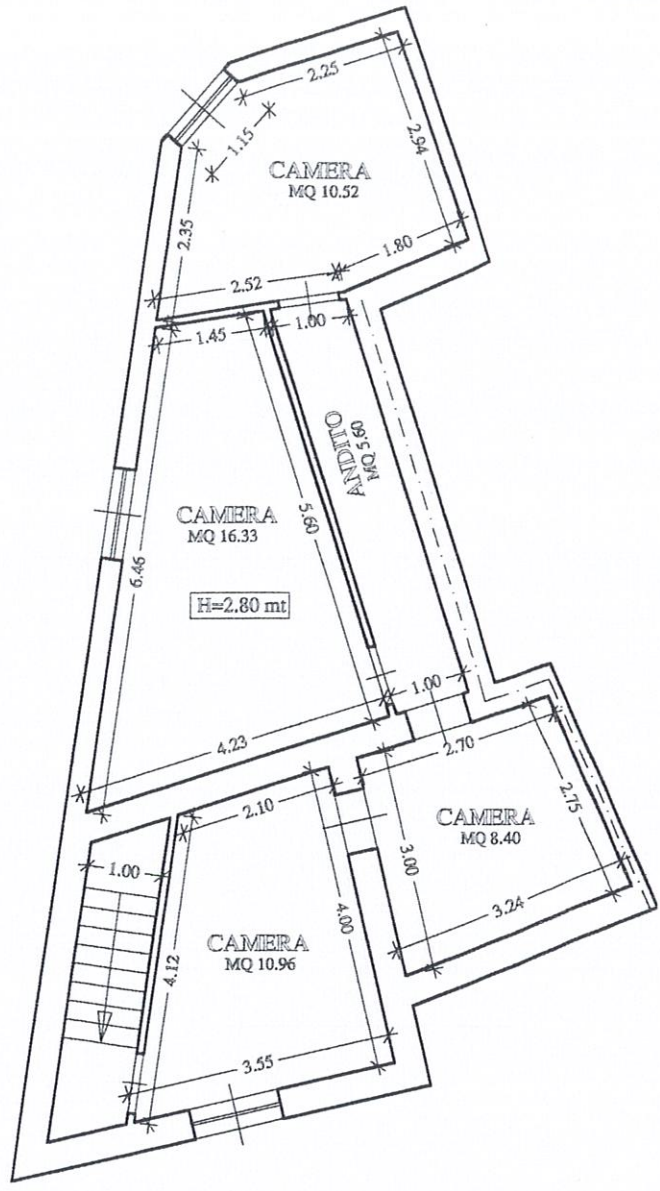 2.25
1.15
2.94
CAMERA
MQ 10.52
2.35
1.80
2.52
1.45
1.00
ANDITO
MQ 5.60
CAMERA
MQ 16.33
5.60
6.46
H=2.80 mt
1.00
4.23
2.70
2.10
2.75
CAMERA
MQ 8.40
3.00
1.00
4.00
3.24
CAMERA
MQ 10.96
4.12
3.55